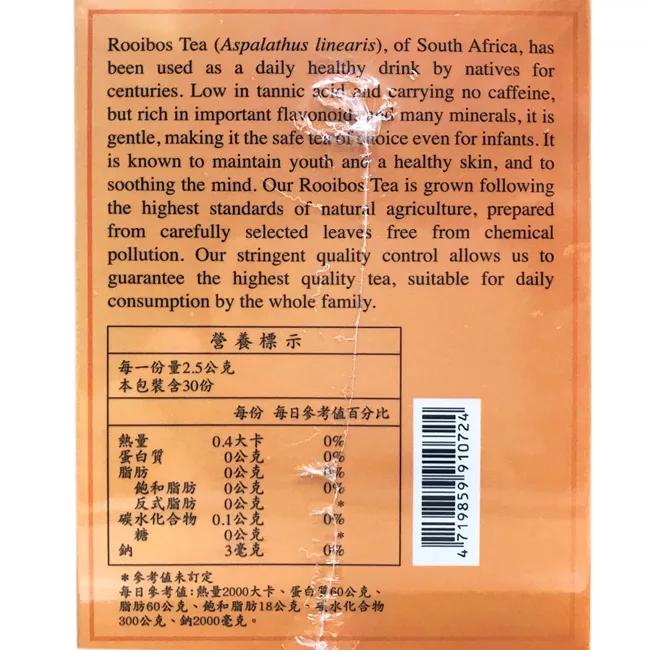 Rooibos Tea (Aspalathus linearis), of South Africa, has
been used as a daily healthy drink by natives for
centuries. Low in tannic acid and carrying no caffeine,
but rich in important flavonoids and many minerals, it is
gentle, making it the safe tea of choice even for infants. It
is known to maintain youth and a healthy skin, and to
soothing the mind. Our Rooibos Tea is grown following
the highest standards of natural agriculture, prepared
from carefully selected leaves free from chemical
pollution. Our stringent quality control allows us to
guarantee the highest quality tea, suitable for daily
consumption by the whole family.
營養標示
每一份量2.5公克
本包裝含30份
每份 每日參考值百分比
熱量 0.4大卡 0%
蛋白質 0公克 0%
脂肪 0公克 0%
飽和脂肪 0公克 0%
反式脂肪 0公克 *
碳水化合物 0.1公克 0%
糖 0公克 *
鈉 3毫克 0%
*參考值未訂定
每日參考值:熱量2000大卡、蛋白質60公克、
脂肪60公克、飽和脂肪18公克、碳水化合物
300公克、鈉2000毫克。
4 719859 910724